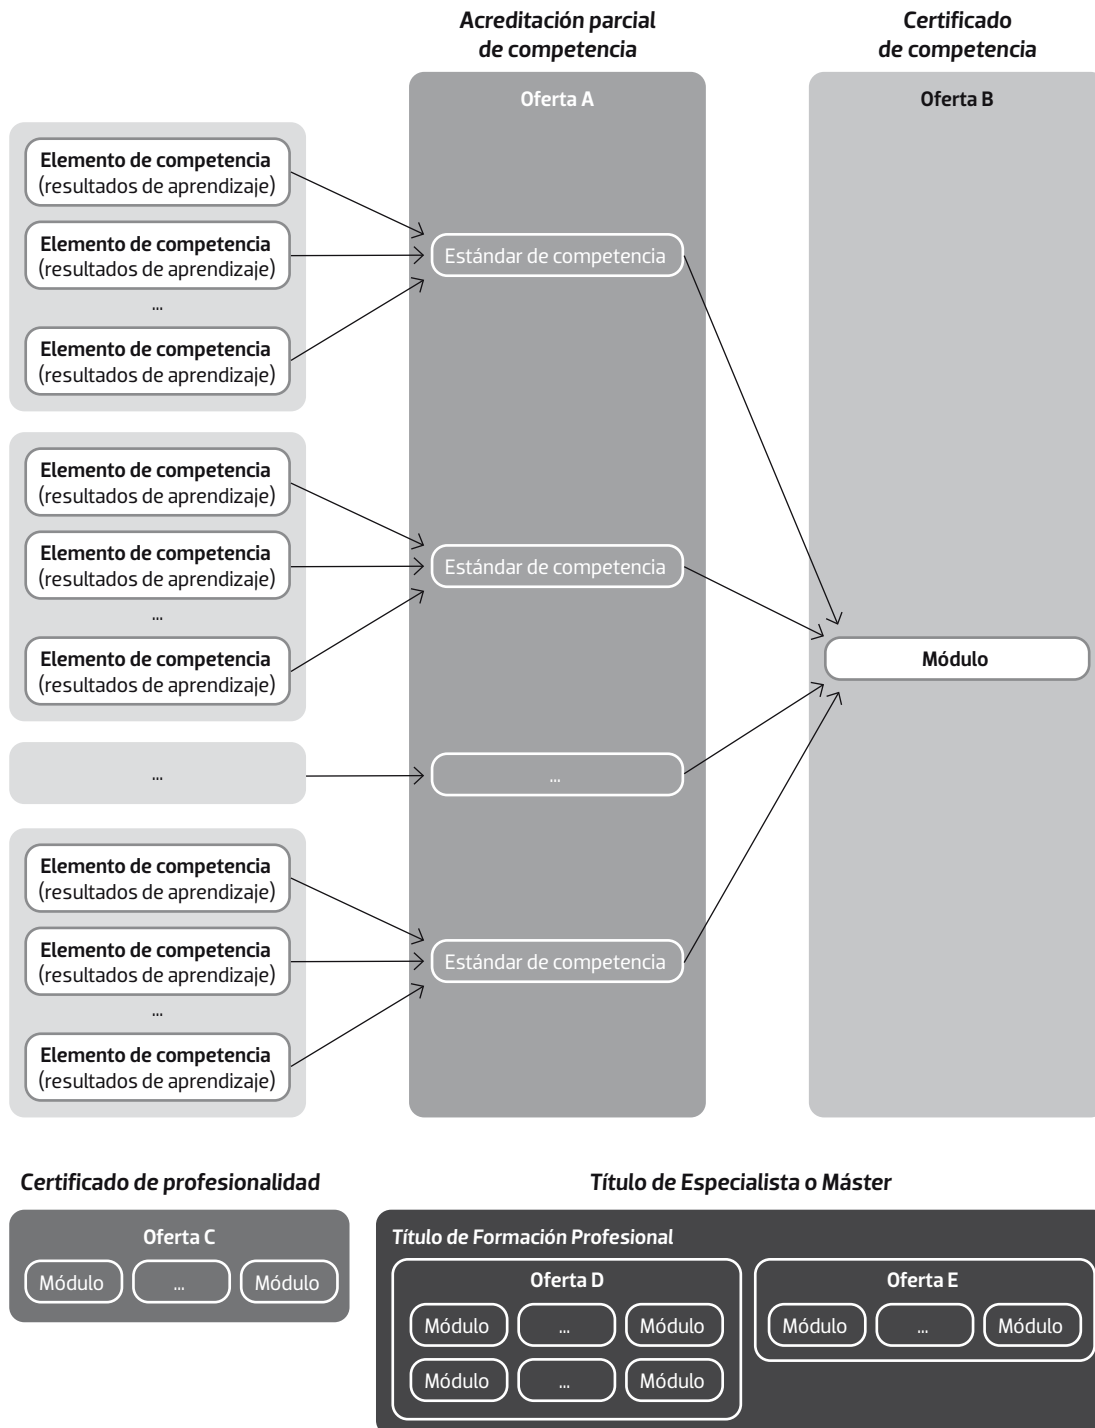 Acreditación parcial
de competencia
Certificado
de competencia
Oferta A
Oferta B
Elemento de competencia
(resultados de aprendizaje)
Elemento de competencia
(resultados de aprendizaje)
...
Elemento de competencia
(resultados de aprendizaje)
Estándar de competencia
Elemento de competencia
(resultados de aprendizaje)
Elemento de competencia
(resultados de aprendizaje)
...
Elemento de competencia
(resultados de aprendizaje)
Estándar de competencia
Módulo
...
...
Elemento de competencia
(resultados de aprendizaje)
Elemento de competencia
(resultados de aprendizaje)
...
Elemento de competencia
(resultados de aprendizaje)
Estándar de competencia
Certificado de profesionalidad
Oferta C
Módulo ... Módulo
Título de Especialista o Máster
Título de Formación Profesional
Oferta D
Módulo ... Módulo
Módulo ... Módulo
Oferta E
Módulo ... Módulo